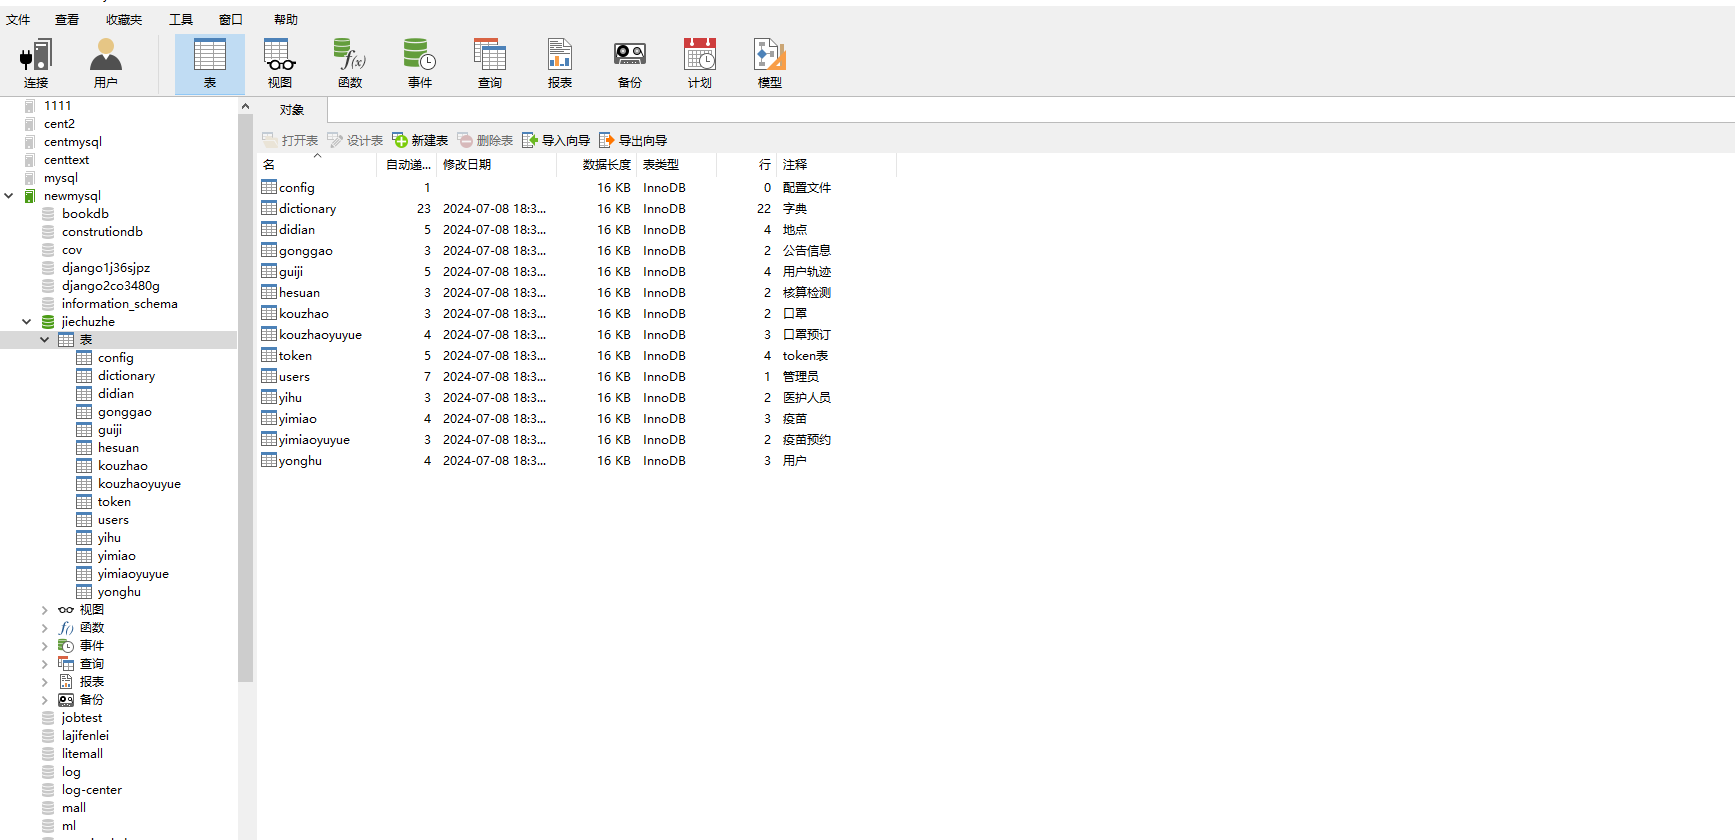 文件 查看 收藏夹 工具 窗口 帮助
连接 用户 表 视图 函数 事件 查询 报表 备份 计划 模型
f(x)
1111
cent2
centmysql
centtext
mysql
newmysql
bookdb
construtiondb
cov
django1j36sjpz
django2co3480g
information_schema
jiechuzhe
表
config
dictionary
didian
gonggao
guiji
hesuan
kouzhao
kouzhaoyuyue
token
users
yihu
yimiao
yimiaoyuyue
yonghu
视图
f() 函数
事件
查询
报表
备份
jobtest
lajifenlei
litemall
log
log-center
mall
ml
对象
打开表 设计表 新建表 删除表 导入向导 导出向导
名 自动递... 修改日期 数据长度 表类型 行 注释
config 1 16 KB InnoDB 0 配置文件
dictionary 23 2024-07-08 18:3... 16 KB InnoDB 22 字典
didian 5 2024-07-08 18:3... 16 KB InnoDB 4 地点
gonggao 3 2024-07-08 18:3... 16 KB InnoDB 2 公告信息
guiji 5 2024-07-08 18:3... 16 KB InnoDB 4 用户轨迹
hesuan 3 2024-07-08 18:3... 16 KB InnoDB 2 核算检测
kouzhao 3 2024-07-08 18:3... 16 KB InnoDB 2 口罩
kouzhaoyuyue 4 2024-07-08 18:3... 16 KB InnoDB 3 口罩预订
token 5 2024-07-08 18:3... 16 KB InnoDB 4 token表
users 7 2024-07-08 18:3... 16 KB InnoDB 1 管理员
yihu 3 2024-07-08 18:3... 16 KB InnoDB 2 医护人员
yimiao 4 2024-07-08 18:3... 16 KB InnoDB 3 疫苗
yimiaoyuyue 3 2024-07-08 18:3... 16 KB InnoDB 2 疫苗预约
yonghu 4 2024-07-08 18:3... 16 KB InnoDB 3 用户